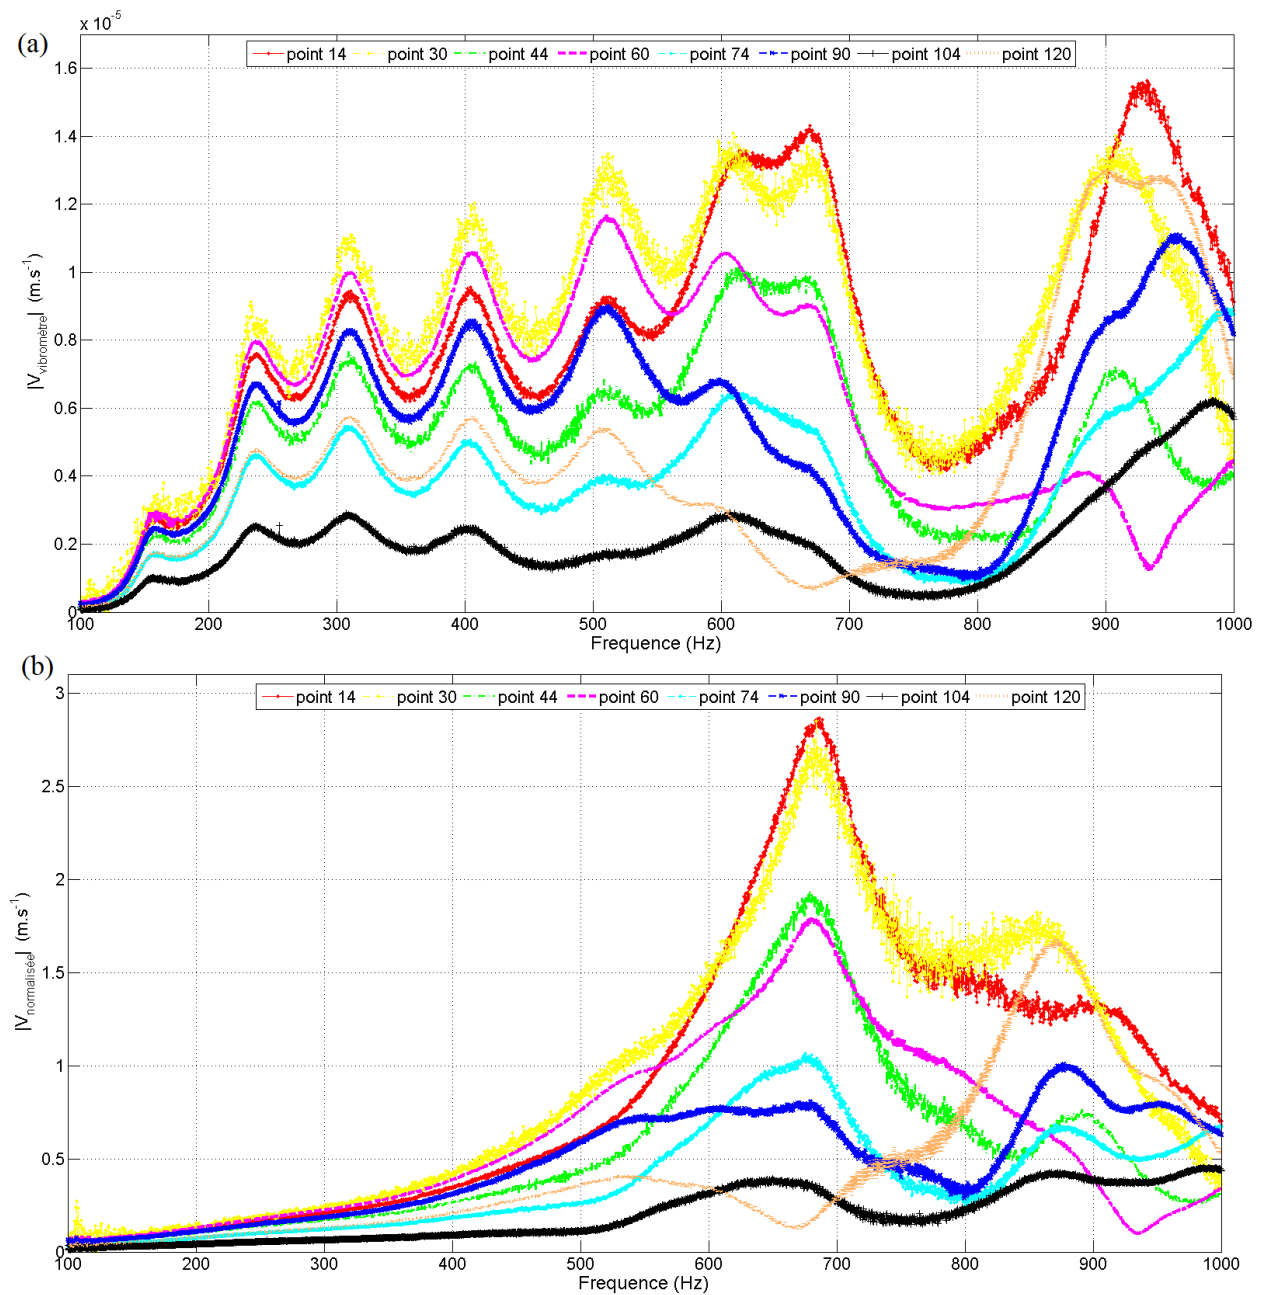 (a)
x 10⁻⁵
point 14 point 30 point 44 point 60 point 74 point 90 point 104 point 120
1.6
1.4
1.2
1
0.8
0.6
0.4
0.2
0
|V_vibromètre| (m.s⁻¹)
100 200 300 400 500 600 700 800 900 1000
Frequence (Hz)
(b)
point 14 point 30 point 44 point 60 point 74 point 90 point 104 point 120
3
2.5
2
1.5
1
0.5
0
|V_normalisée| (m.s⁻¹)
100 200 300 400 500 600 700 800 900 1000
Frequence (Hz)